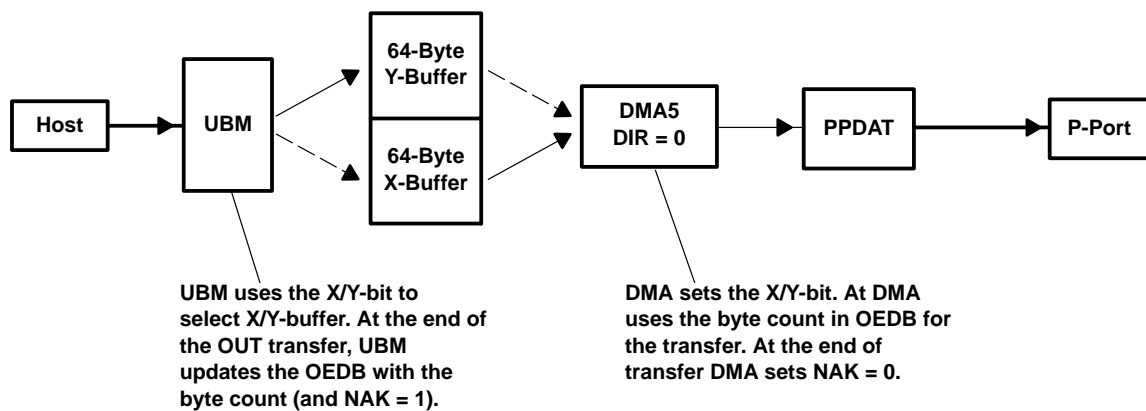 Host
UBM
64-Byte
Y-Buffer
64-Byte
X-Buffer
DMA5
DIR = 0
PPDAT
P-Port
UBM uses the X/Y-bit to
select X/Y-buffer. At the end of
the OUT transfer, UBM
updates the OEDB with the
byte count (and NAK = 1).
DMA sets the X/Y-bit. At DMA
uses the byte count in OEDB for
the transfer. At the end of
transfer DMA sets NAK = 0.